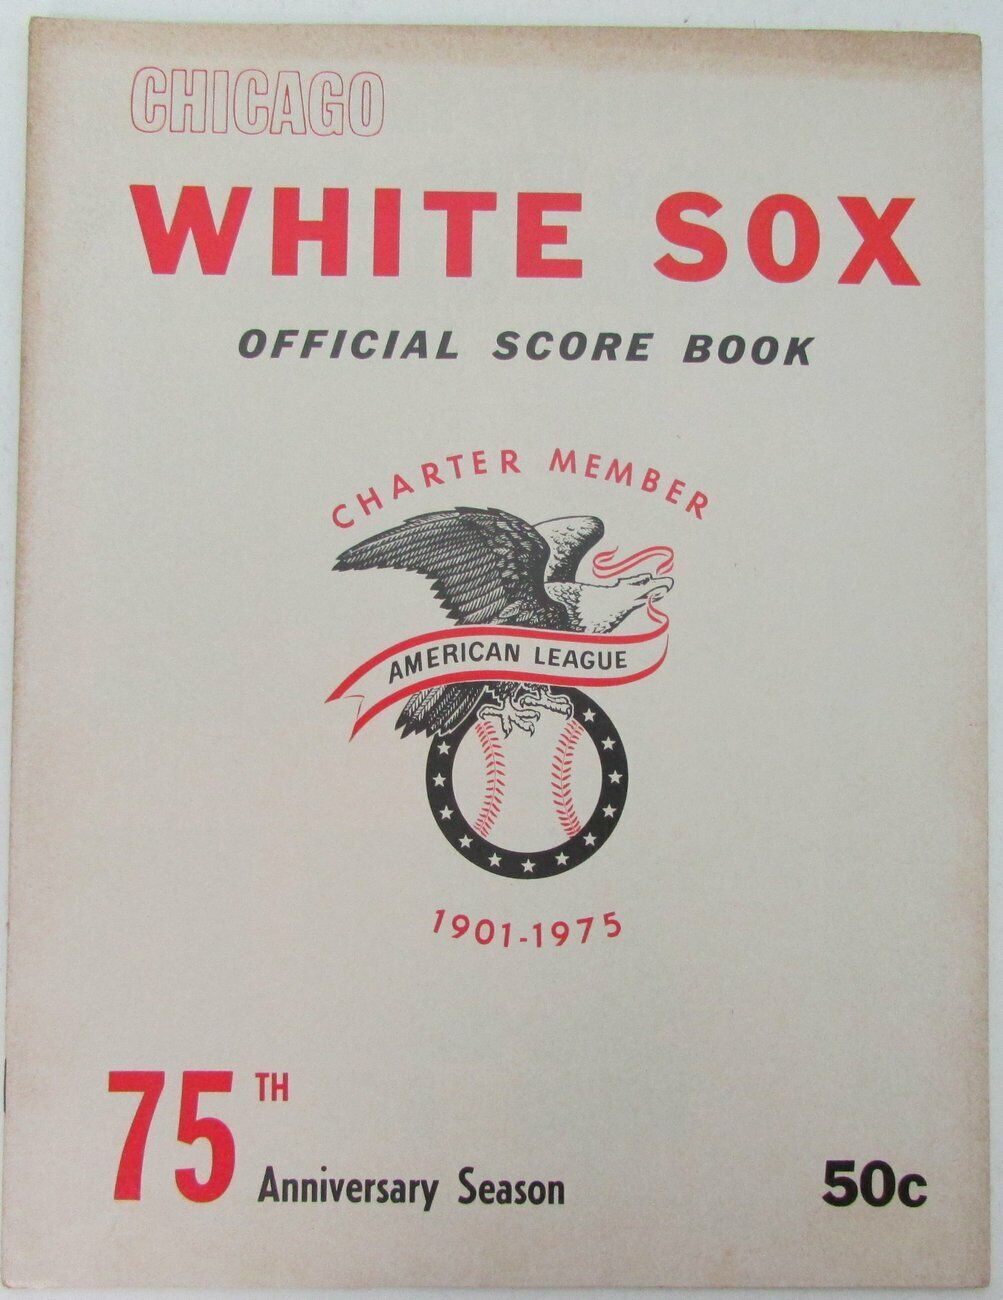 CHICAGO
WHITE SOX
OFFICIAL SCORE BOOK
CHARTER MEMBER
AMERICAN LEAGUE
1901-1975
75TH
Anniversary Season
50c